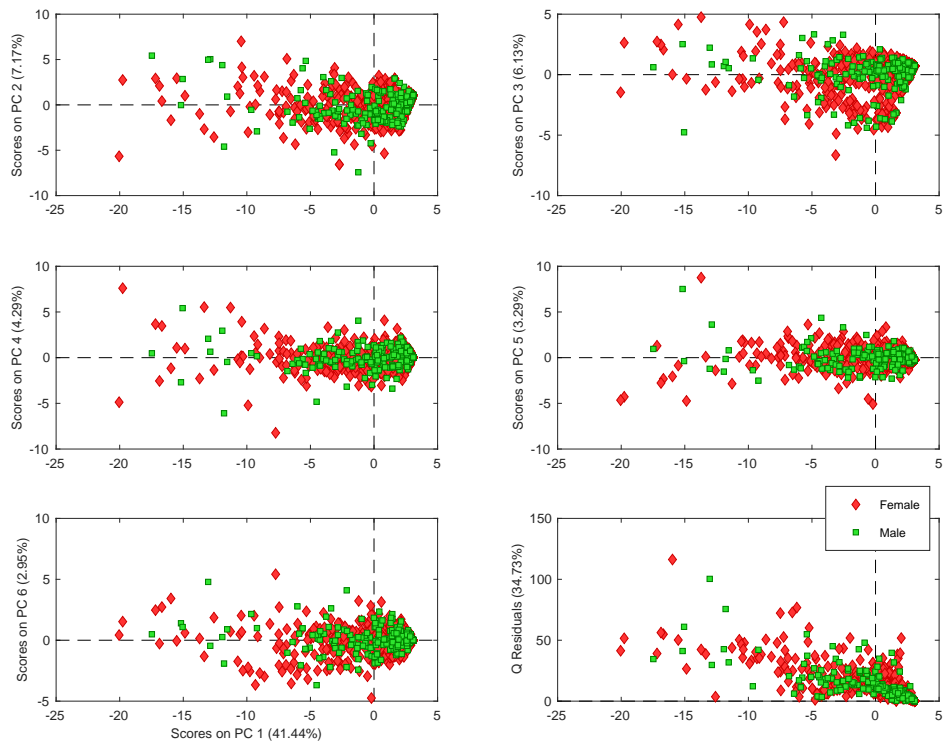 10
5
0
-5
-10
Scores on PC 2 (7.17%)
-25 -20 -15 -10 -5 0 5
5
0
-5
-10
Scores on PC 3 (6.13%)
-25 -20 -15 -10 -5 0 5
10
5
0
-5
-10
Scores on PC 4 (4.29%)
-25 -20 -15 -10 -5 0 5
10
5
0
-5
-10
Scores on PC 5 (3.29%)
-25 -20 -15 -10 -5 0 5
10
5
0
-5
Scores on PC 6 (2.95%)
-25 -20 -15 -10 -5 0 5
Scores on PC 1 (41.44%)
150
100
50
0
Q Residuals (34.73%)
-25 -20 -15 -10 -5 0 5
Female
Male